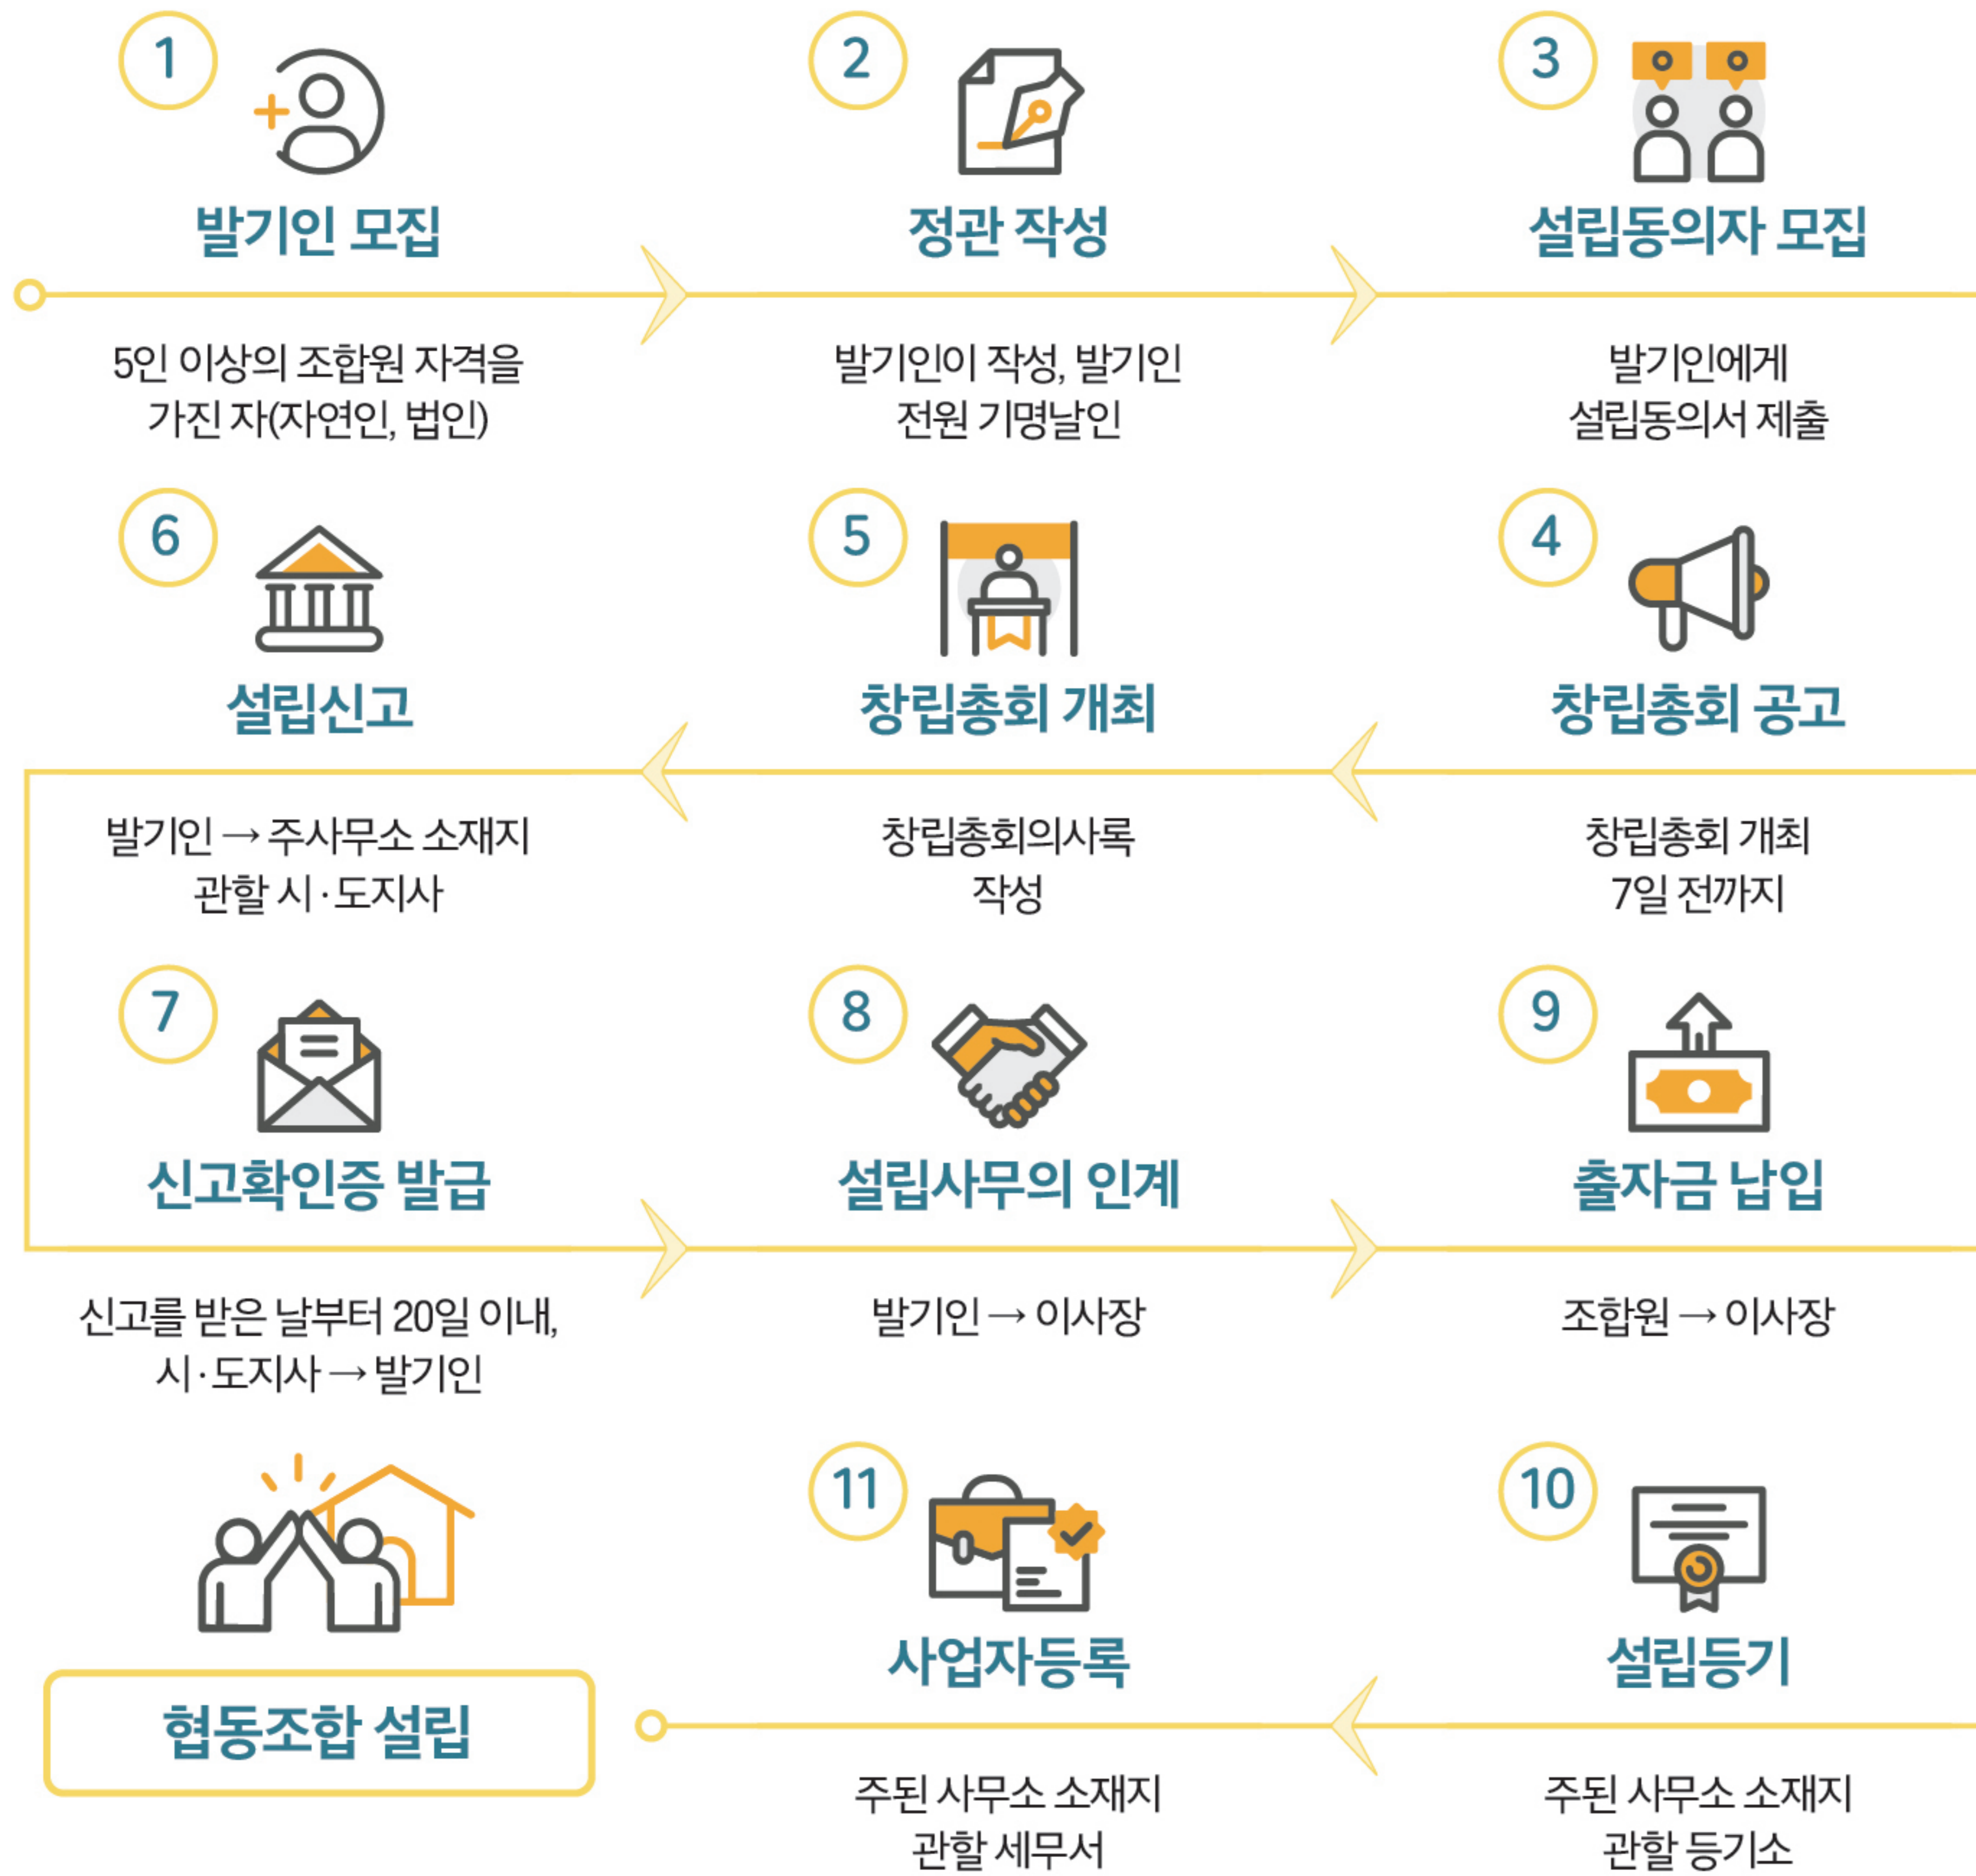 1
발기인 모집
5인 이상의 조합원 자격을
가진 자(자연인, 법인)
2
정관 작성
발기인이 작성, 발기인
전원 기명날인
3
설립동의자 모집
발기인에게
설립동의서 제출
4
창립총회 공고
창립총회 개최
7일 전까지
5
창립총회 개최
창립총회의사록
작성
6
설립신고
발기인 → 주사무소 소재지
관할 시 · 도지사
7
신고확인증 발급
신고를 받은 날부터 20일 이내,
시 · 도지사 → 발기인
8
설립사무의 인계
발기인 → 이사장
9
출자금 납입
조합원 → 이사장
10
설립등기
주된 사무소 소재지
관할 등기소
11
사업자등록
주된 사무소 소재지
관할 세무서
협동조합 설립